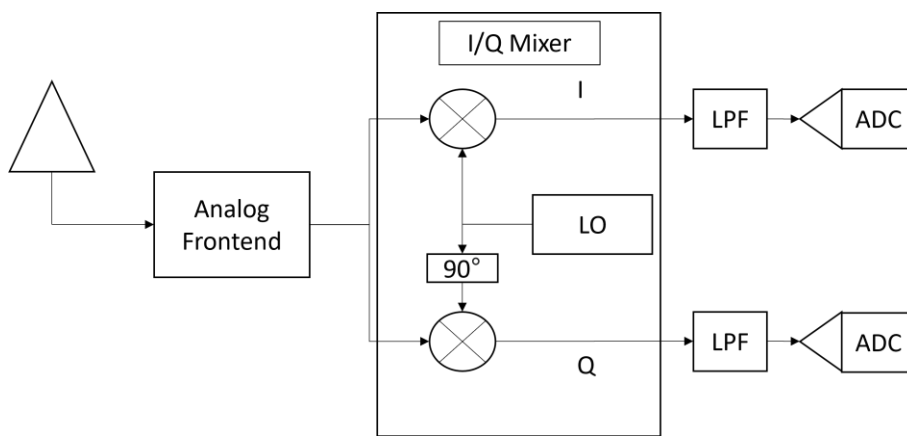 I/Q Mixer
I
LPF
ADC
Analog
Frontend
LO
90°
LPF
ADC
Q